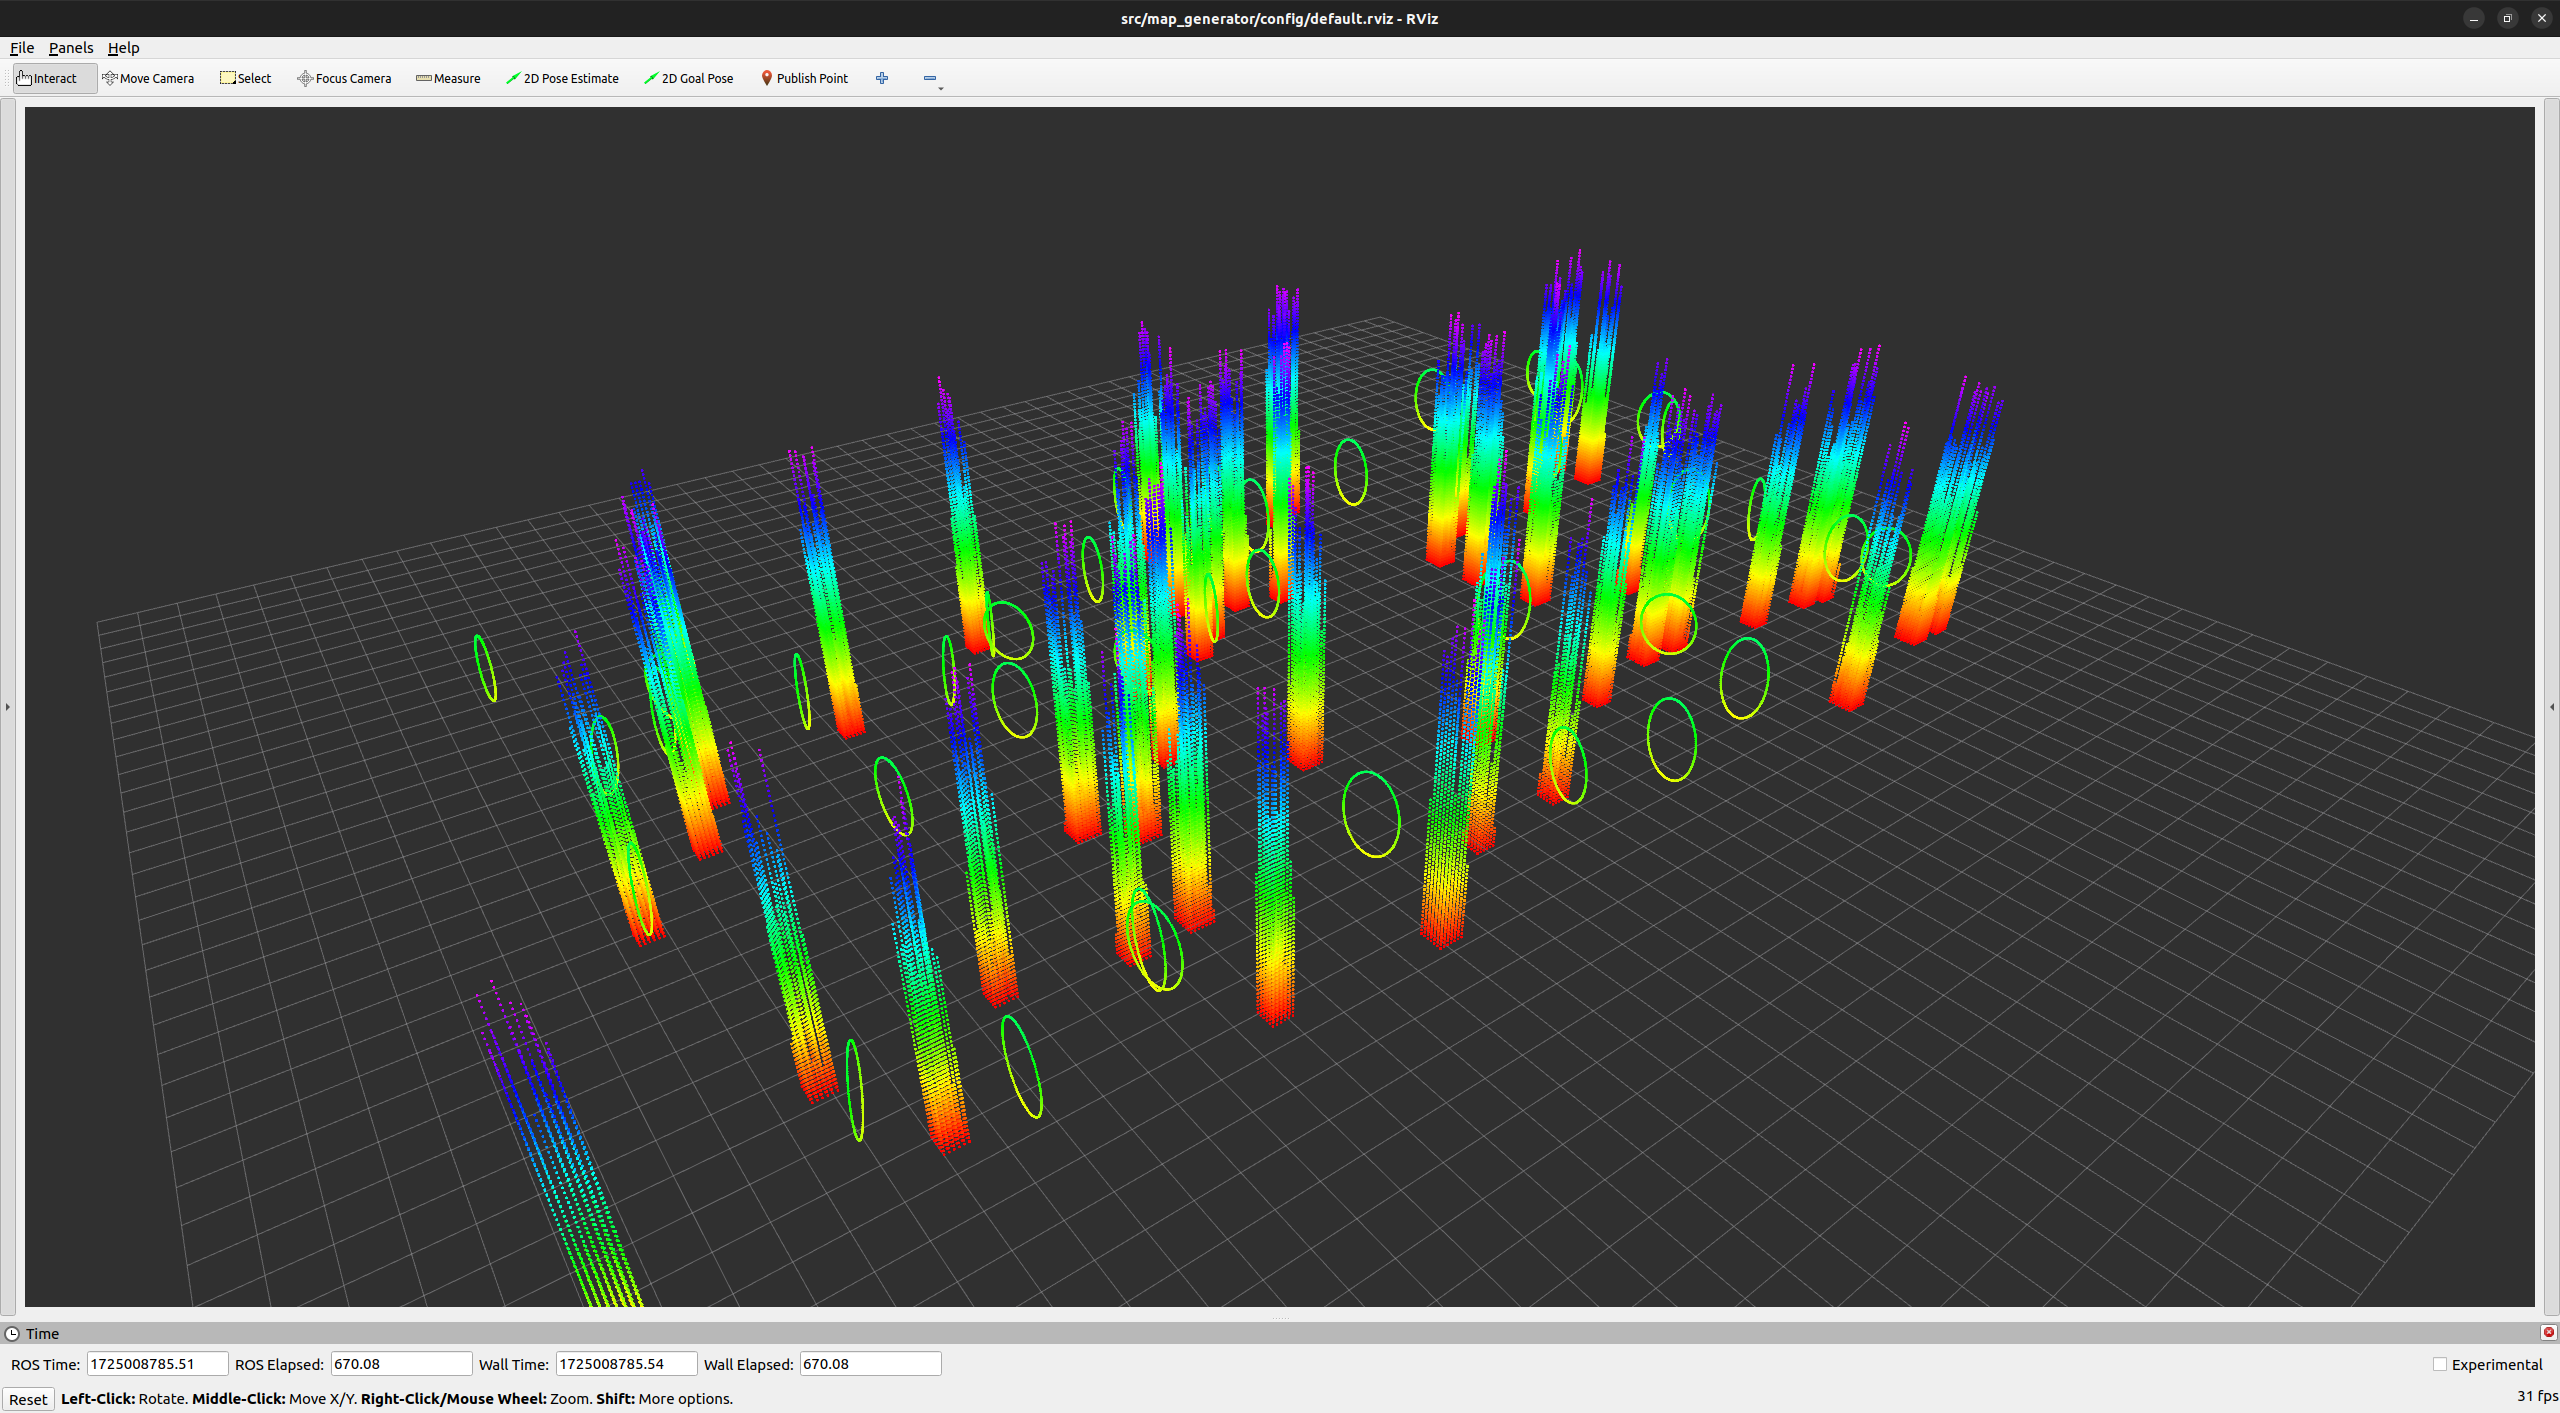 src/map_generator/config/default.rviz - RViz
File Panels Help
Interact Move Camera Select Focus Camera Measure 2D Pose Estimate 2D Goal Pose Publish Point
Time
ROS Time: 1725008785.51 ROS Elapsed: 670.08 Wall Time: 1725008785.54 Wall Elapsed: 670.08 Experimental
Reset Left-Click: Rotate. Middle-Click: Move X/Y. Right-Click/Mouse Wheel: Zoom. Shift: More options. 31 fps